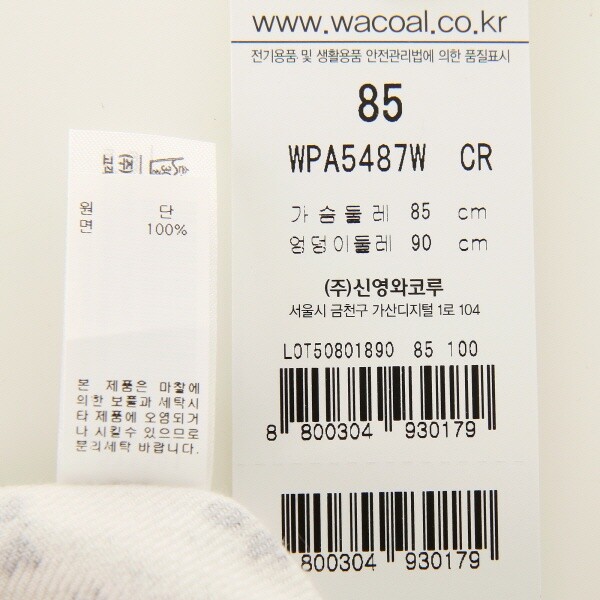 www.wacoal.co.kr
전기용품 및 생활용품 안전관리법에 의한 품질표시
85
WPA5487W CR
가슴둘레 85 cm
엉덩이둘레 90 cm
(주)신영와코루
서울시 금천구 가산디지털 1로 104
LOT50801890 85 100
8 800304 930179
800304 930179
(주)
원 단
면 100%
본 제품은 마찰에
의한 보풀과 세탁시
타 제품에 오염되거
나 시킬수 있으므로
문의세탁 바랍니다.